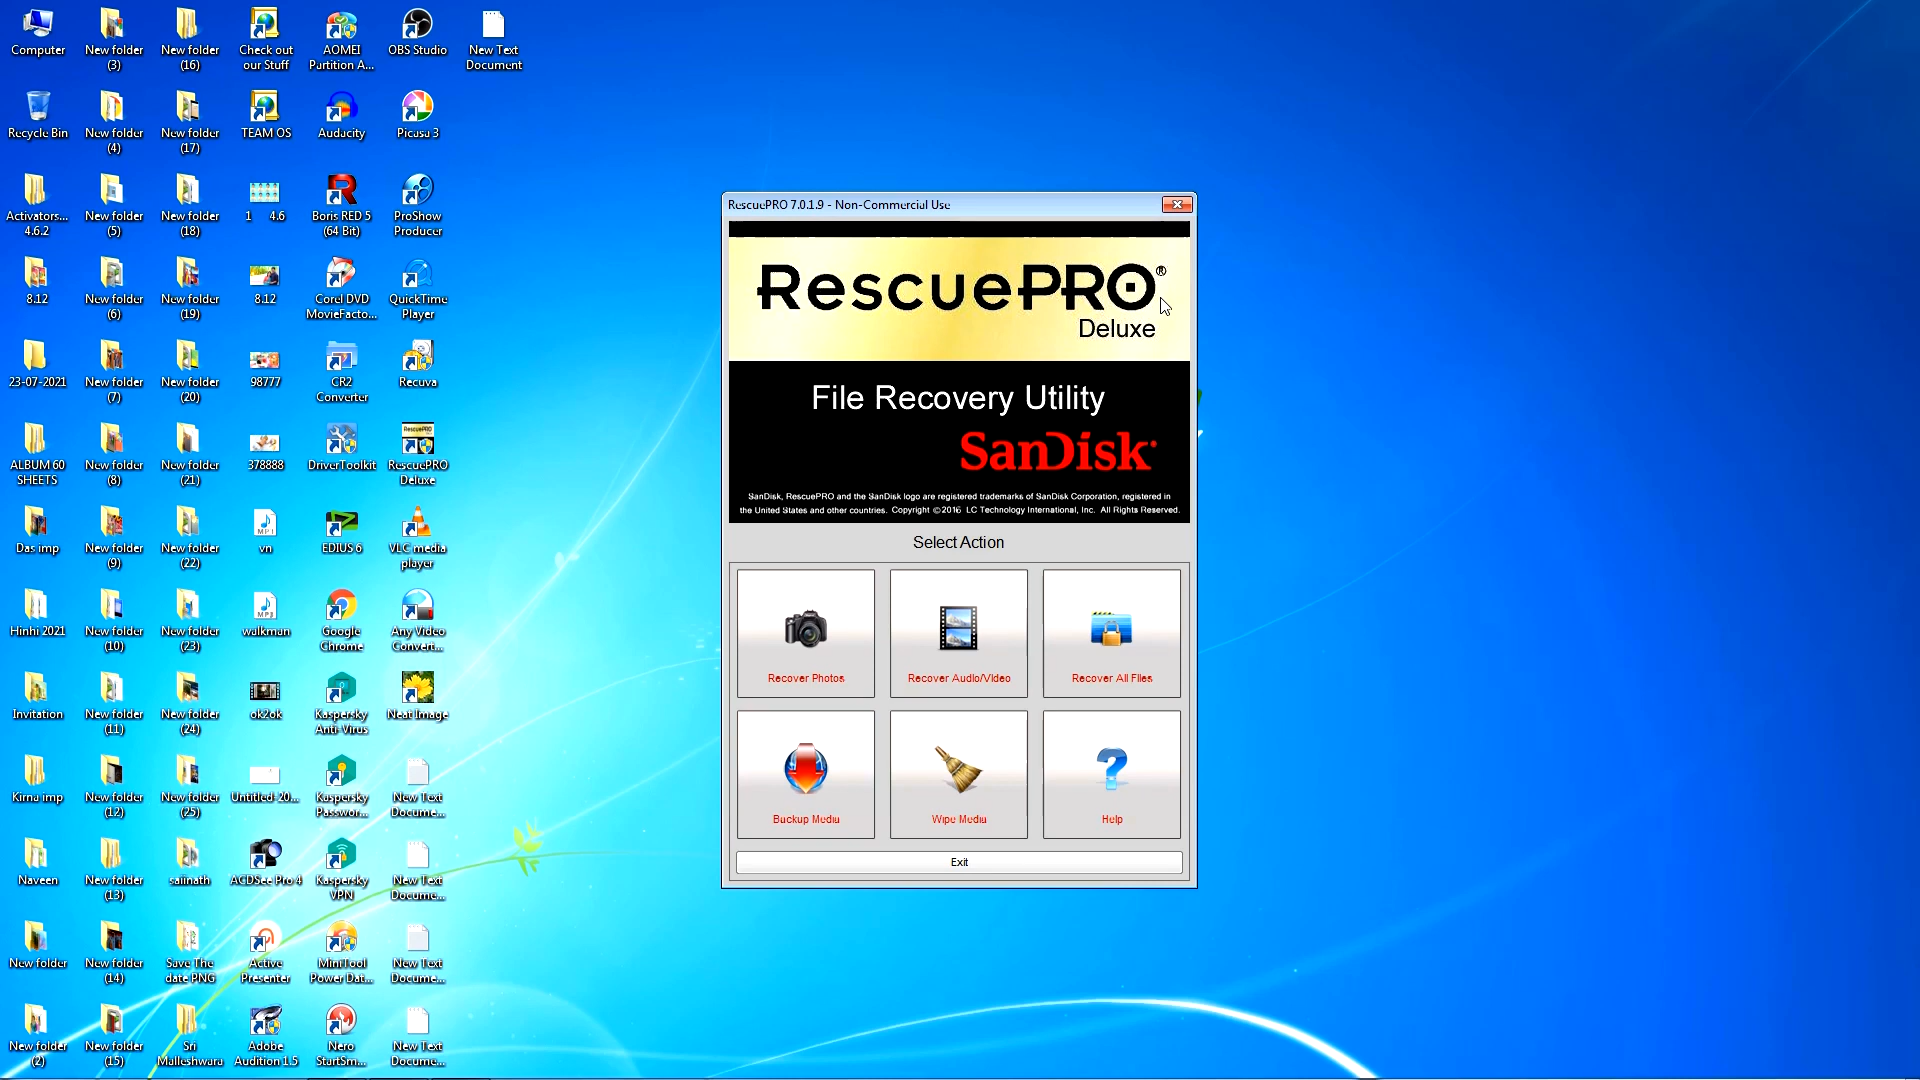 Computer
New folder
(3)
New folder
(16)
Check out
our Stuff
AOMEI
Partition A...
OBS Studio
New Text
Document
Recycle Bin
New folder
(4)
New folder
(17)
TEAM OS
Audacity
Picasa 3
Activators...
4.6.2
New folder
(5)
New folder
(18)
1 4.6
Boris RED 5
(64 Bit)
ProShow
Producer
8.12
New folder
(6)
New folder
(19)
8.12
Corel DVD
MovieFacto...
QuickTime
Player
23-07-2021
New folder
(7)
New folder
(20)
98777
CR2
Converter
Recuva
ALBUM 60
SHEETS
New folder
(8)
New folder
(21)
378888
DriverToolkit
RescuePRO
Deluxe
Das imp
New folder
(9)
New folder
(22)
vn
EDIUS 6
VLC media
player
Hinhi 2021
New folder
(10)
New folder
(23)
walkman
Google
Chrome
Any Video
Convert...
Invitation
New folder
(11)
New folder
(24)
ok2ok
Kaspersky
Anti-Virus
Neat Image
Kirna imp
New folder
(12)
New folder
(25)
Untitled-20...
Kaspersky
Passwor...
New Text
Docume...
Naveen
New folder
(13)
saiinath
ACDSee Pro 4
Kaspersky
VPN
New Text
Docume...
New folder
New folder
(14)
Save The
date PNG
Active
Presenter
MiniTool
Power Dat...
New Text
Docume...
New folder
(2)
New folder
(15)
Sri
Malleshwara
Adobe
Audition 1.5
Nero
StartSm...
New Text
Docume...
RescuePRO 7.0.1.9 - Non-Commercial Use
RescuePRO®
Deluxe
File Recovery Utility
SanDisk
SanDisk, RescuePRO and the SanDisk logo are registered trademarks of SanDisk Corporation, registered in
the United States and other countries. Copyright ©2016 LC Technology International, Inc. All Rights Reserved.
Select Action
Recover Photos
Recover Audio/Video
Recover All Files
Backup Media
Wipe Media
Help
Exit